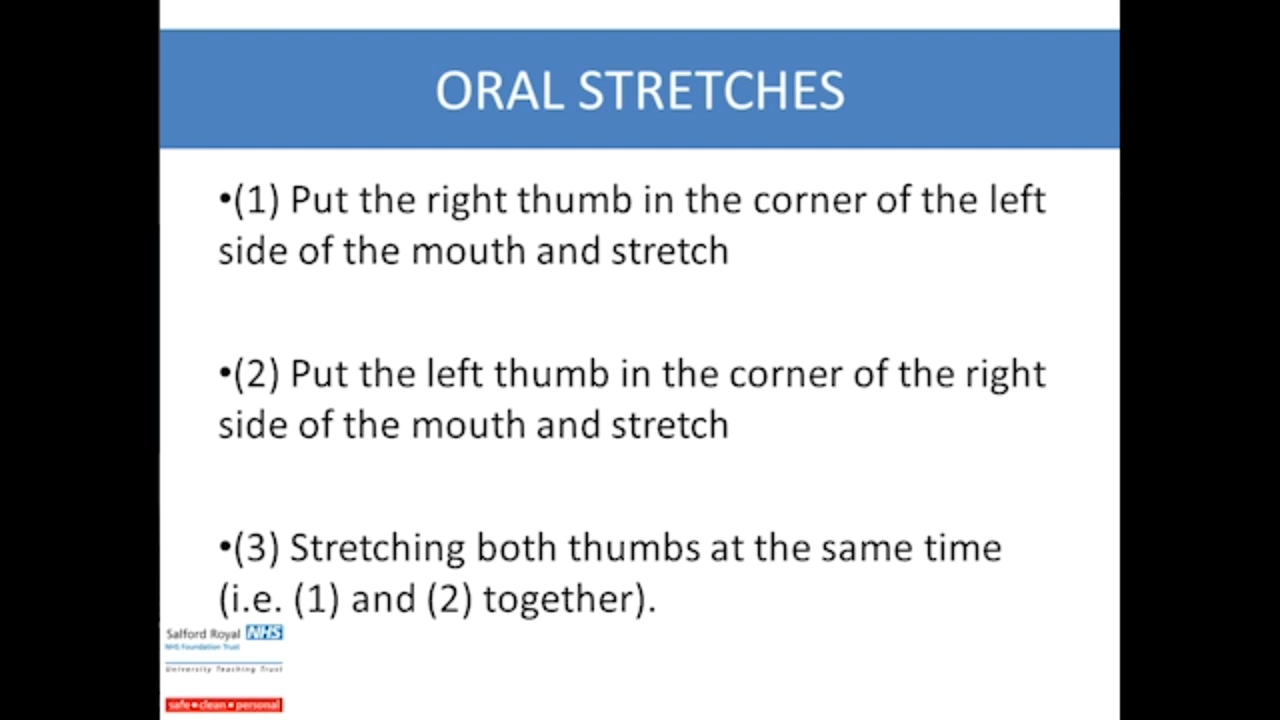 ORAL STRETCHES
•(1) Put the right thumb in the corner of the left
side of the mouth and stretch
•(2) Put the left thumb in the corner of the right
side of the mouth and stretch
•(3) Stretching both thumbs at the same time
(i.e. (1) and (2) together).
Salford Royal NHS
NHS Foundation Trust
University Teaching Trust
safe • clean • personal